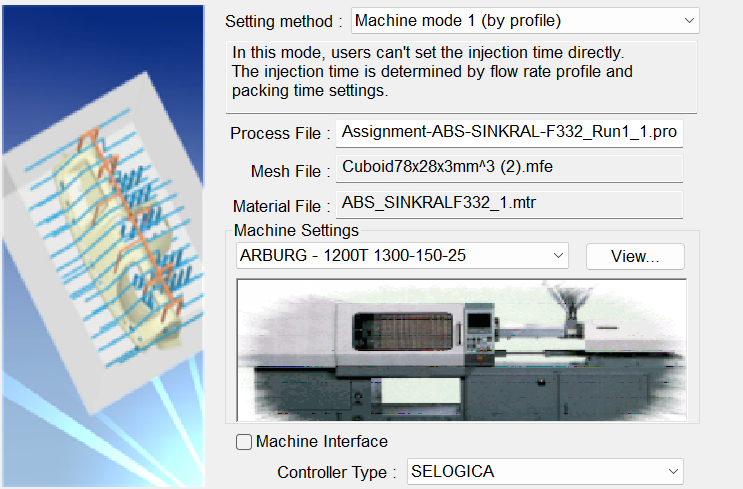 Setting method : Machine mode 1 (by profile)
In this mode, users can't set the injection time directly.
The injection time is determined by flow rate profile and
packing time settings.
Process File : Assignment-ABS-SINKRAL-F332_Run1_1.pro
Mesh File : Cuboid78x28x3mm^3 (2).mfe
Material File : ABS_SINKRALF332_1.mtr
Machine Settings
ARBURG - 1200T 1300-150-25 View...
Machine Interface
Controller Type : SELOGICA